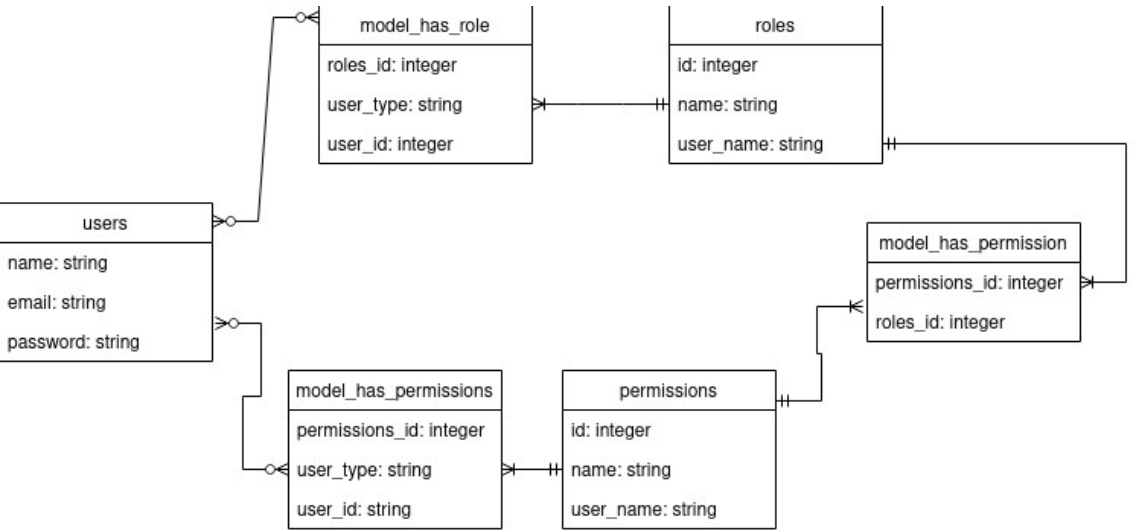 model_has_role
roles_id: integer
user_type: string
user_id: integer
roles
id: integer
name: string
user_name: string
users
name: string
email: string
password: string
model_has_permission
permissions_id: integer
roles_id: integer
model_has_permissions
permissions_id: integer
user_type: string
user_id: string
permissions
id: integer
name: string
user_name: string